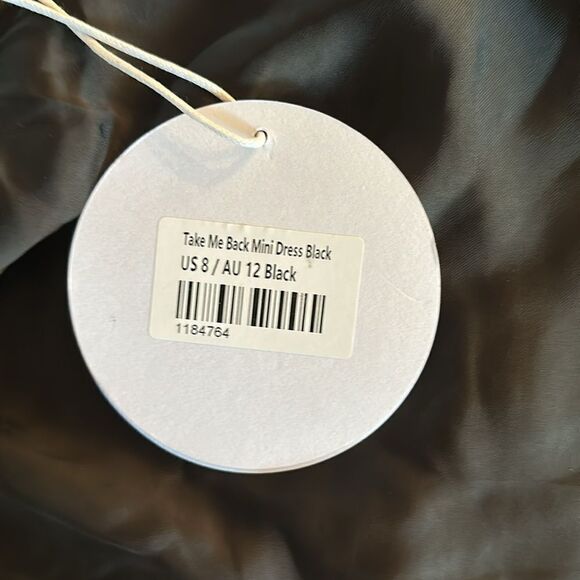 Take Me Back Mini Dress Black
US 8 / AU 12 Black
1184764